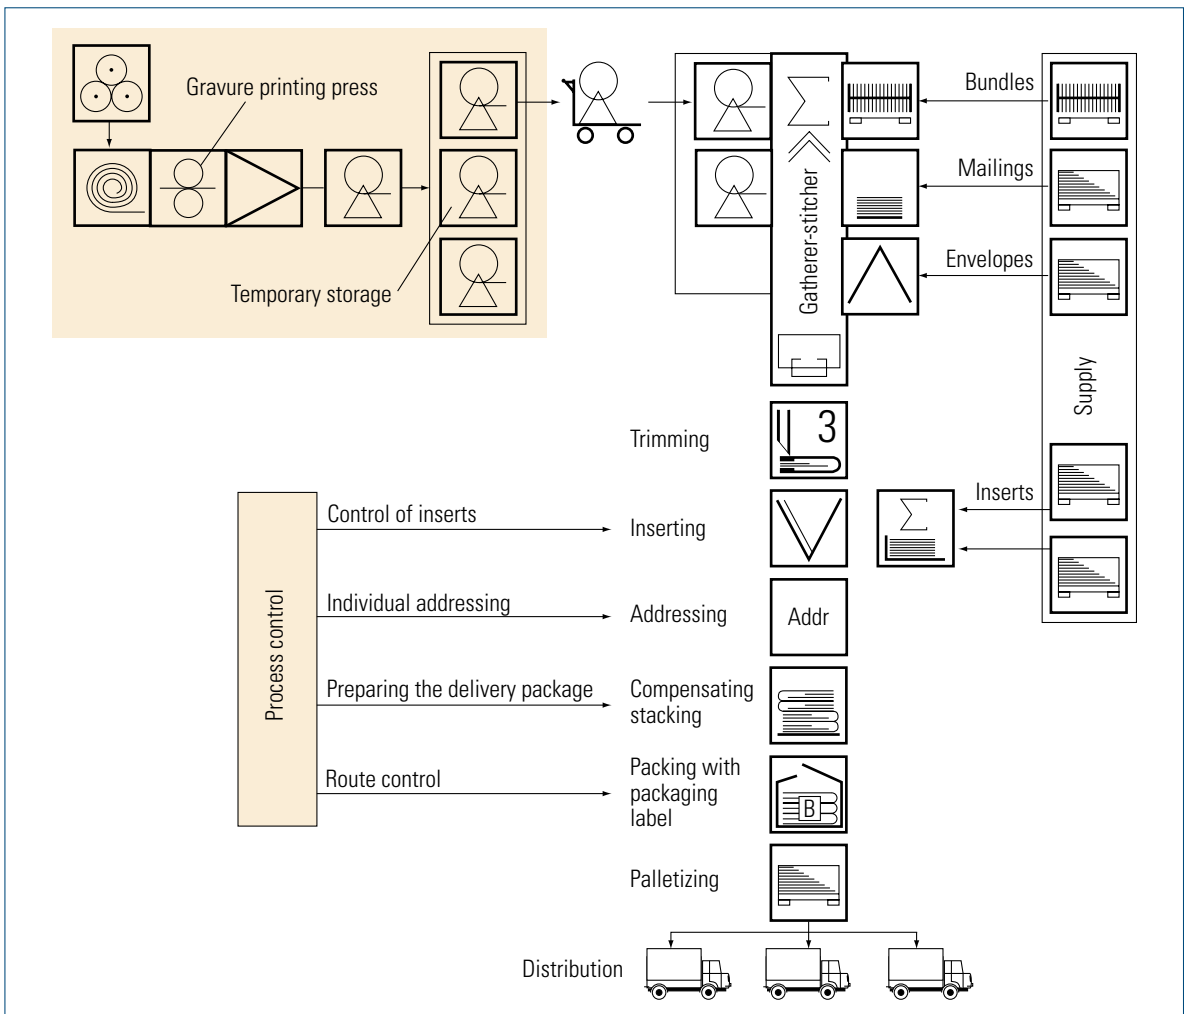 Gravure printing press
Temporary storage
Gatherer-stitcher
Bundles
Mailings
Envelopes
Supply
Inserts
Trimming
3
Process control
Control of inserts
Inserting
Individual addressing
Addressing
Addr
Preparing the delivery package
Compensating
stacking
Route control
Packing with
packaging
label
B
Palletizing
Distribution